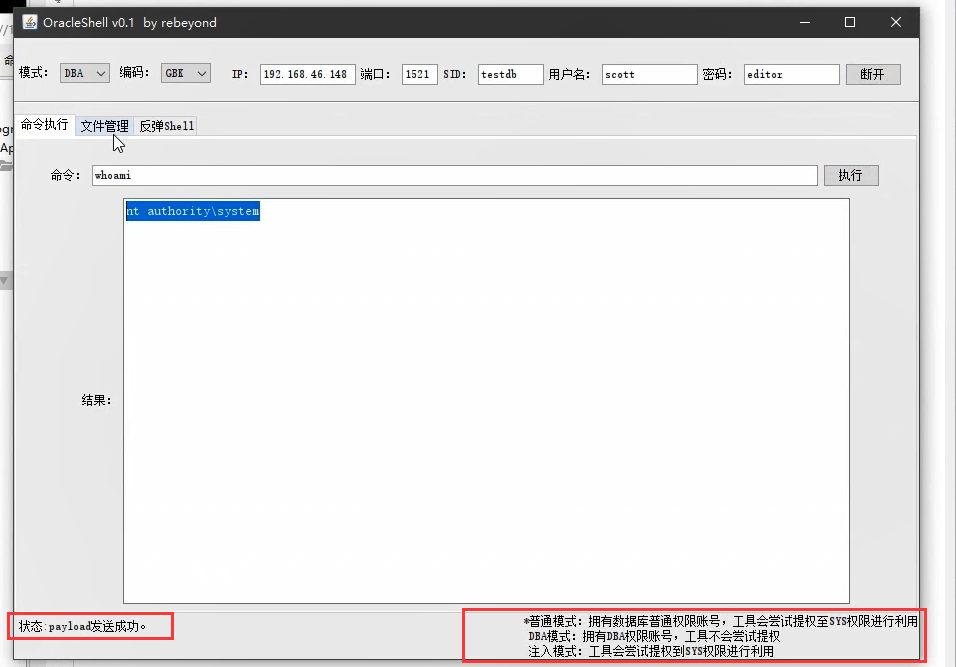 OracleShell v0.1 by rebeyond
模式: DBA 编码: GBK IP: 192.168.46.148 端口: 1521 SID: testdb 用户名: scott 密码: editor 断开
命令执行 文件管理 反弹Shell
命令: whoami 执行
nt authority\system
结果:
状态:payload发送成功。
*普通模式: 拥有数据库普通权限账号, 工具会尝试提权至SYS权限进行利用
DBA模式: 拥有DBA权限账号, 工具不会尝试提权
注入模式: 工具会尝试提权到SYS权限进行利用